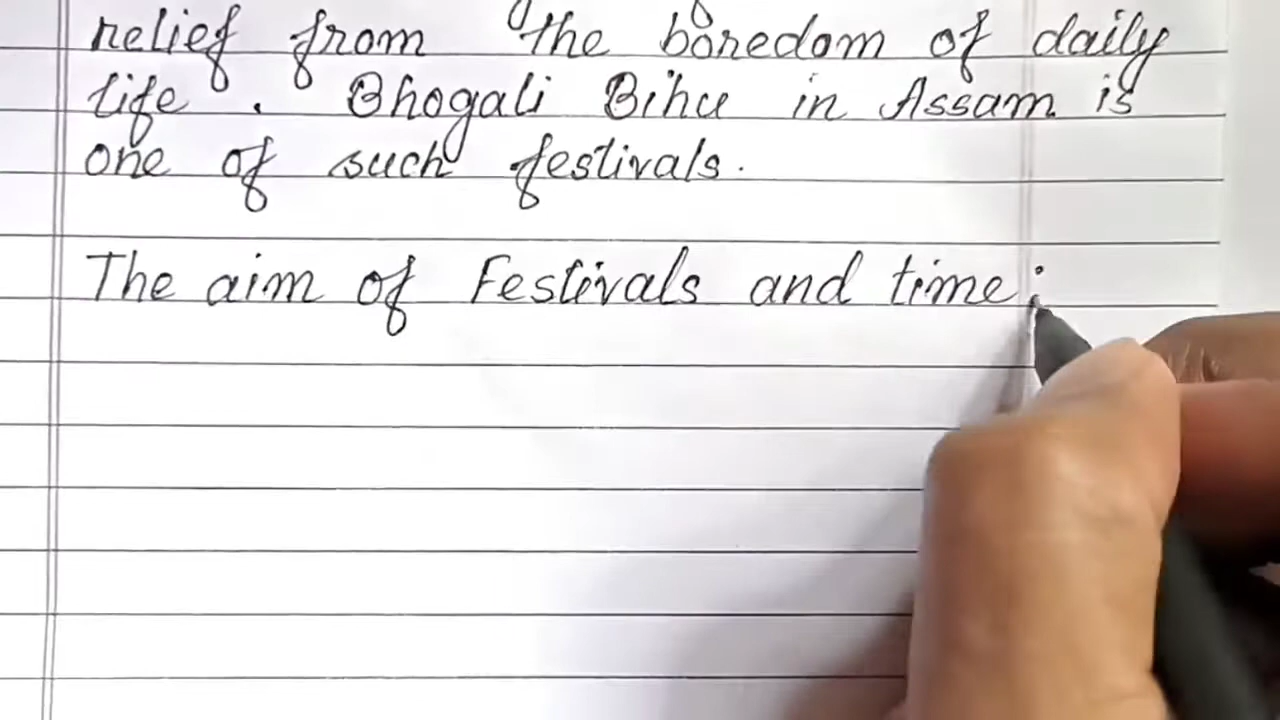 relief from the boredom of daily
life . Bhogali Bihu in Assam is
one of such festivals.
The aim of Festivals and time: